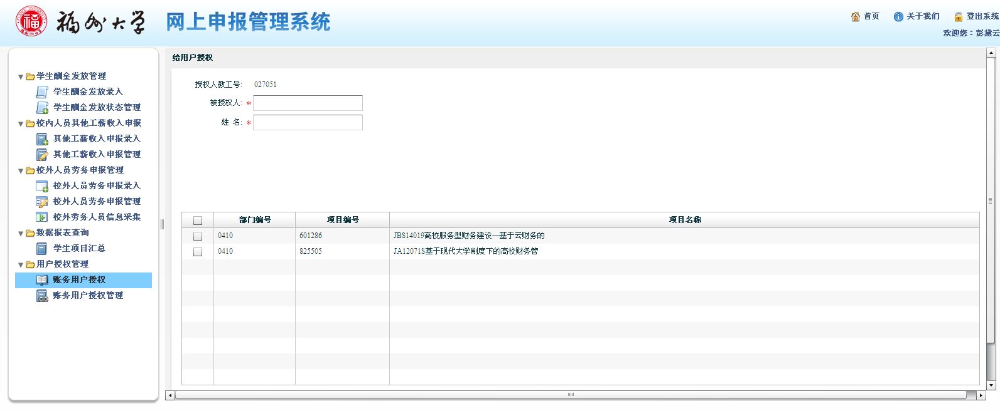 福州大学 网上申报管理系统
首页 关于我们 登出系统
欢迎您：彭黛云
学生酬金发放管理
学生酬金发放录入
学生酬金发放状态管理
校内人员其他工薪收入申报
其他工薪收入申报录入
其他工薪收入申报管理
校外人员劳务申报管理
校外人员劳务申报录入
校外人员劳务申报管理
校外劳务人员信息采集
数据报表查询
学生项目汇总
用户授权管理
账务用户授权
账务用户授权管理
给用户授权
授权人教工号: 027051
被授权人: *
姓 名: *
部门编号 项目编号 项目名称
0410 601286 JBS14019高校服务型财务建设—基于云财务的
0410 825505 JA12071S基于现代大学制度下的高校财务管